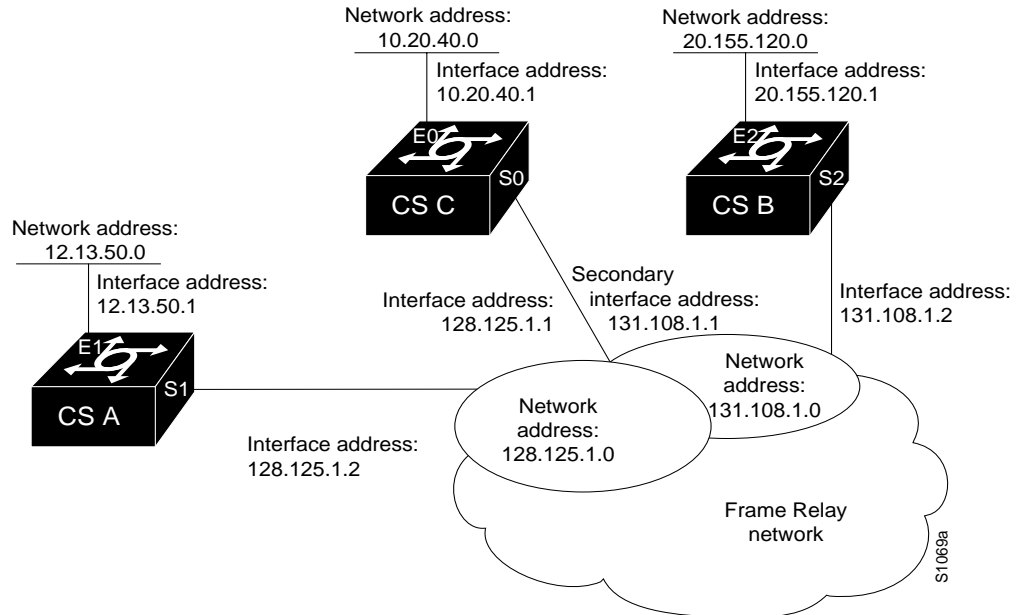 Network address:
10.20.40.0
Interface address:
10.20.40.1
E0
S0
CS C
Network address:
20.155.120.0
Interface address:
20.155.120.1
E2
S2
CS B
Network address:
12.13.50.0
Interface address:
12.13.50.1
E1
S1
CS A
Interface address:
128.125.1.1
Secondary
interface address:
131.108.1.1
Interface address:
131.108.1.2
Interface address:
128.125.1.2
Network
address:
128.125.1.0
Network
address:
131.108.1.0
Frame Relay
network
S1069a